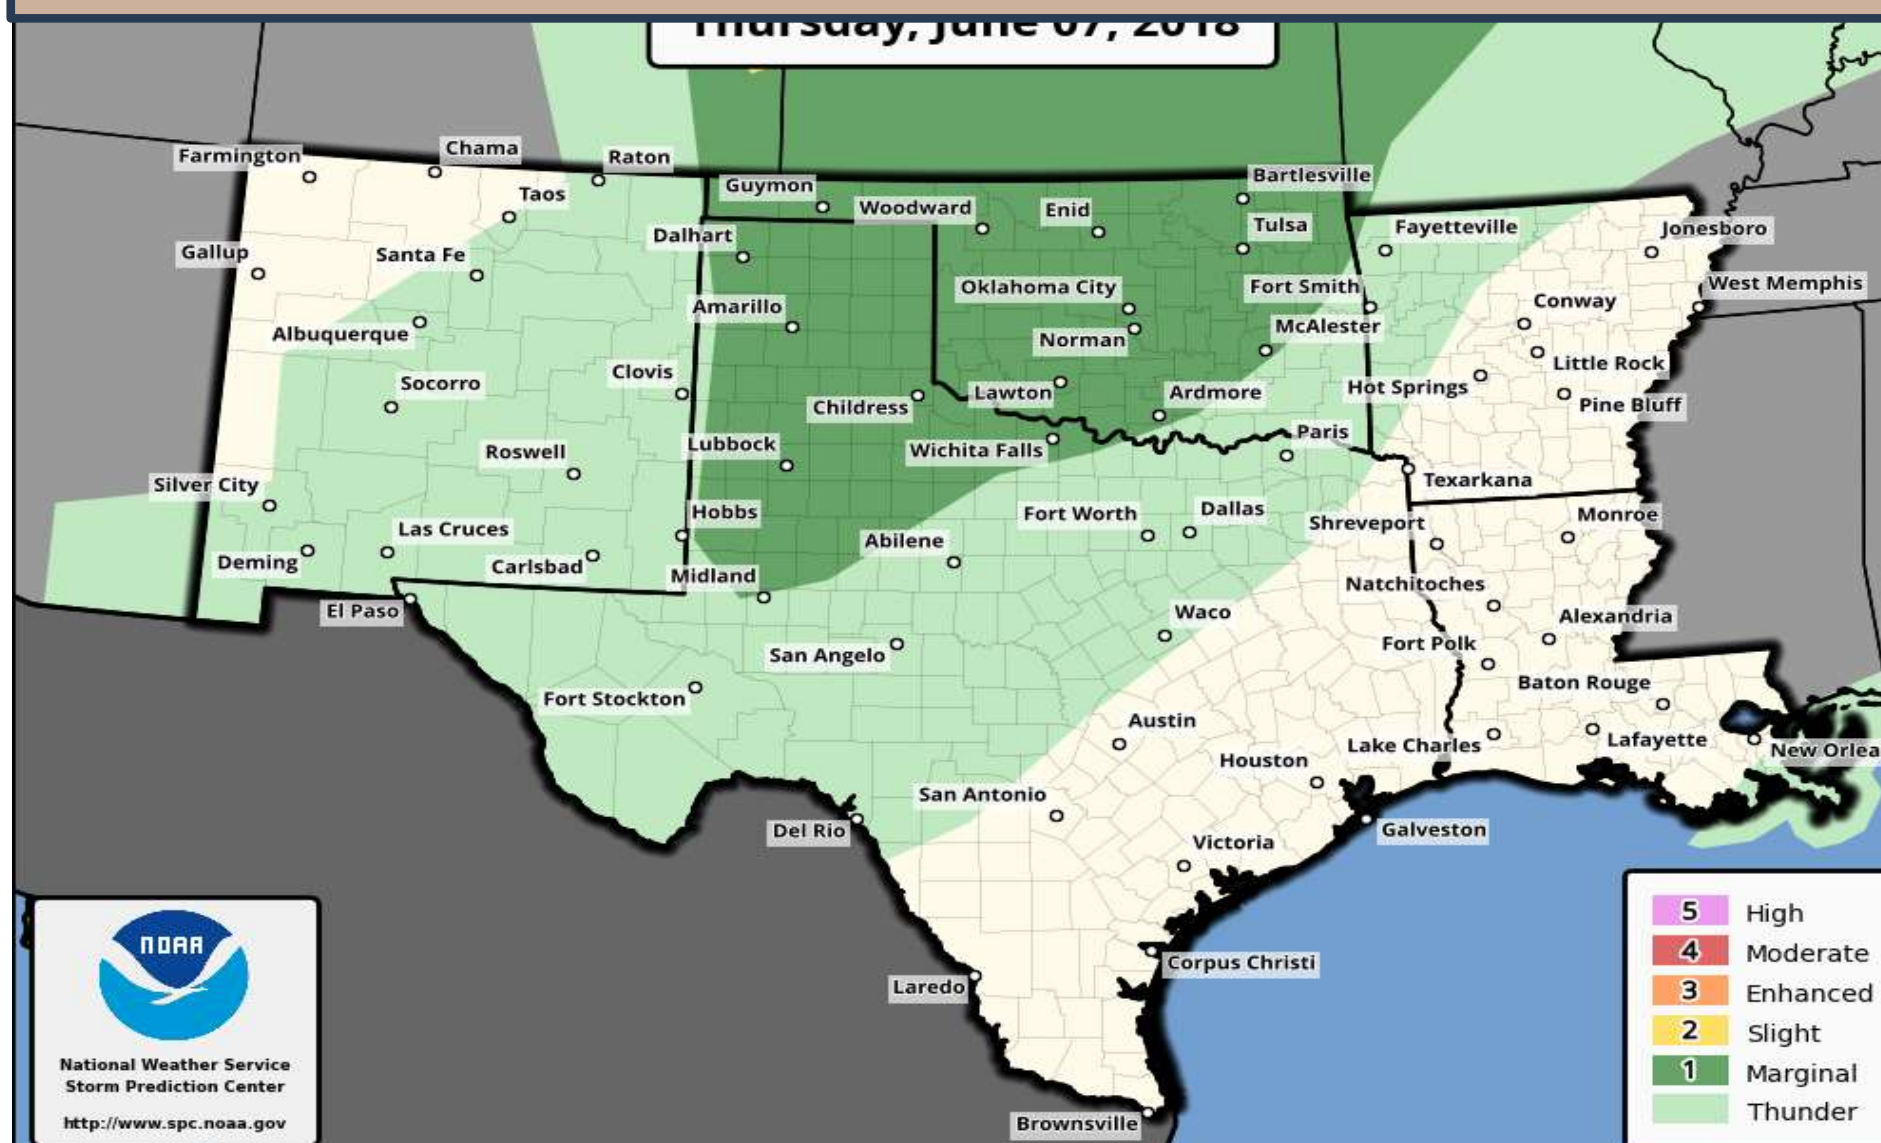 Thursday, June 07, 2018
Farmington
Chama
Raton
Taos
Guymon
Bartlesville
Woodward
Enid
Tulsa
Fayetteville
Jonesboro
Gallup
Santa Fe
Dalhart
Oklahoma City
Fort Smith
West Memphis
Conway
Albuquerque
Amarillo
Norman
McAlester
Little Rock
Socorro
Clovis
Childress
Lawton
Ardmore
Hot Springs
Pine Bluff
Roswell
Lubbock
Wichita Falls
Paris
Texarkana
Silver City
Hobbs
Fort Worth
Dallas
Shreveport
Monroe
Las Cruces
Deming
Carlsbad
Midland
Abilene
Natchitoches
El Paso
Waco
Alexandria
San Angelo
Fort Polk
Fort Stockton
Baton Rouge
Austin
Lake Charles
Lafayette
New Orlea
Houston
San Antonio
Del Rio
Galveston
Victoria
Corpus Christi
Laredo
Brownsville
NOAA
National Weather Service
Storm Prediction Center
http://www.spc.noaa.gov
5 High
4 Moderate
3 Enhanced
2 Slight
1 Marginal
Thunder